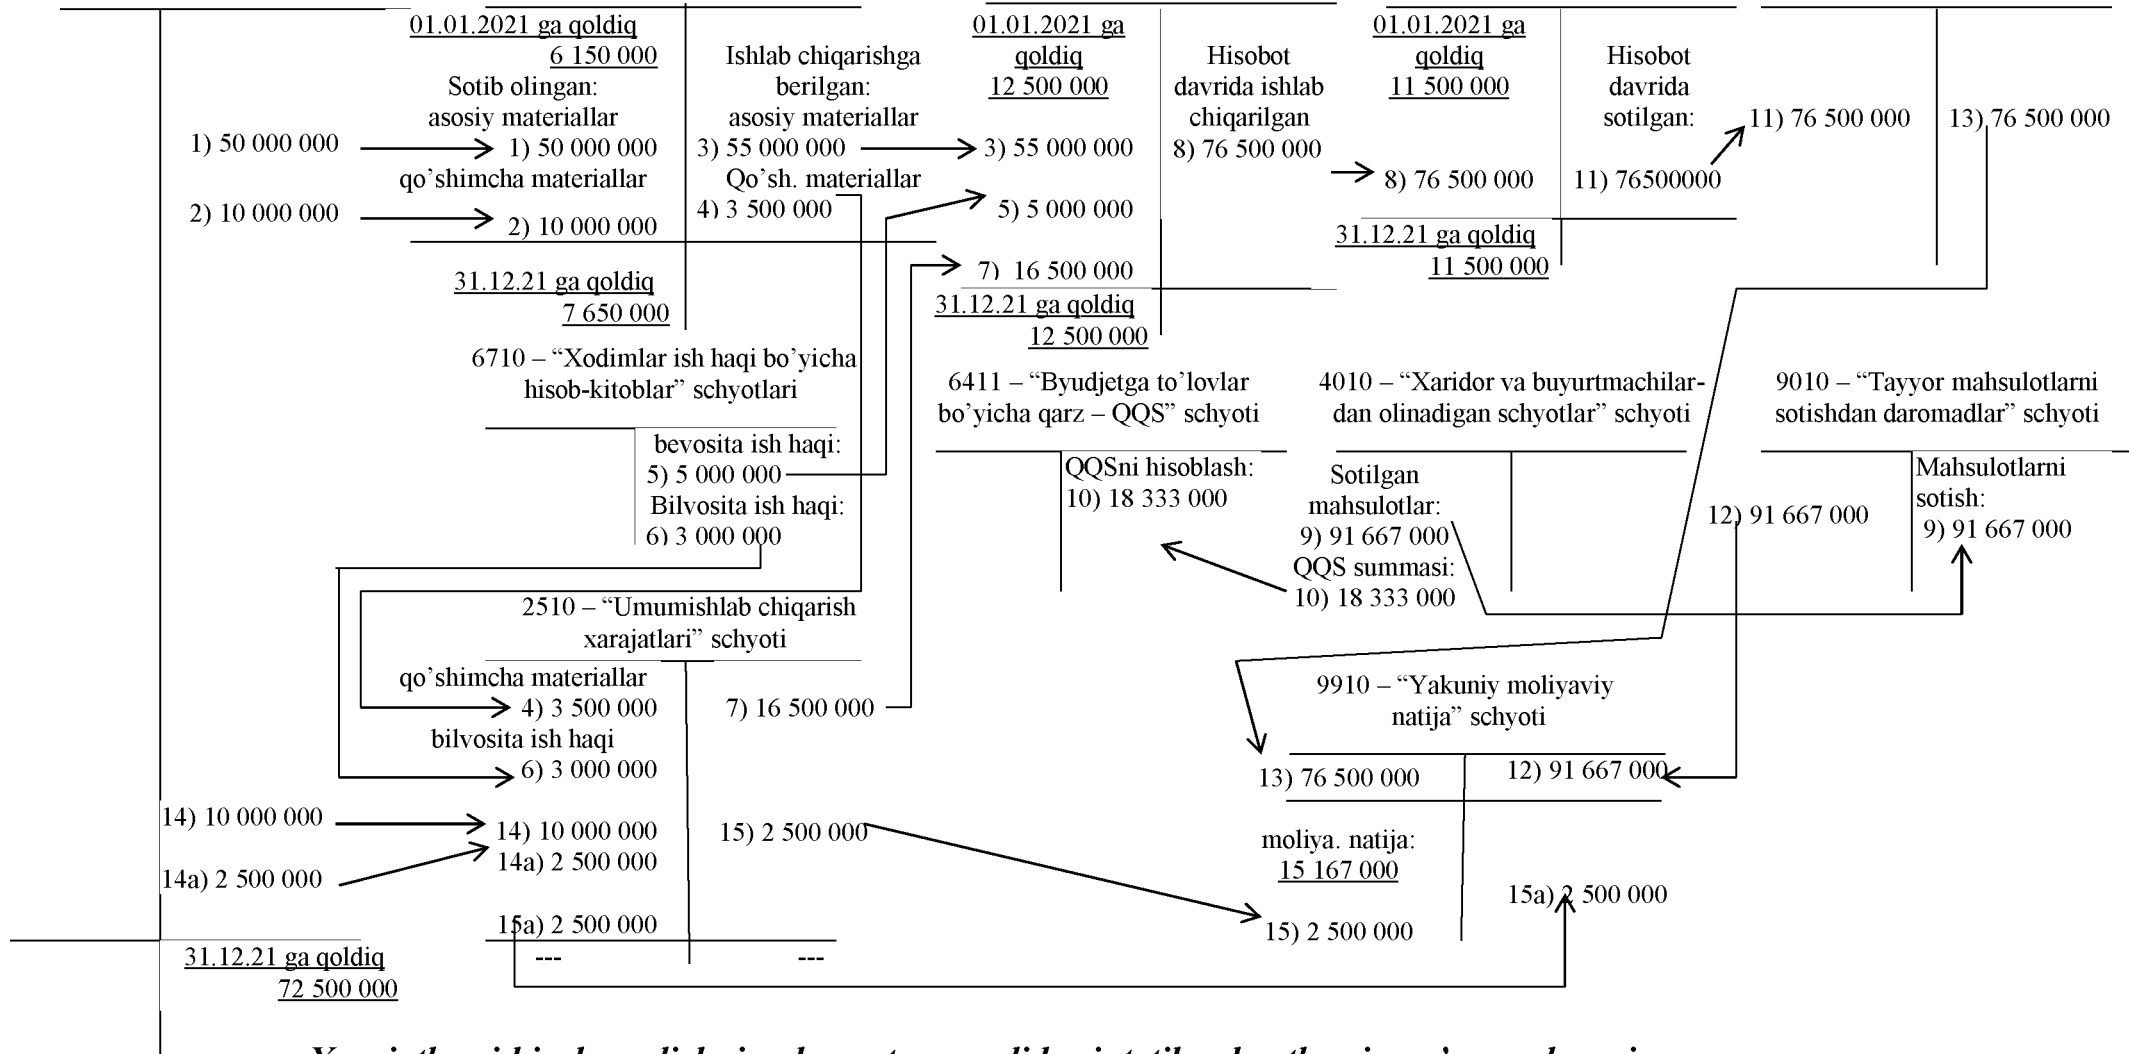 1) 50 000 000
2) 10 000 000
14) 10 000 000
14a) 2 500 000
31.12.21 ga qoldiq
72 500 000
01.01.2021 ga qoldiq
6 150 000
Sotib olingan:
asosiy materiallar
1) 50 000 000
qo’shimcha materiallar
2) 10 000 000
31.12.21 ga qoldiq
7 650 000
Ishlab chiqarishga
berilgan:
asosiy materiallar
3) 55 000 000
Qo’sh. materiallar
4) 3 500 000
01.01.2021 ga
qoldiq
12 500 000
3) 55 000 000
5) 5 000 000
7) 16 500 000
31.12.21 ga qoldiq
12 500 000
Hisobot
davrida ishlab
chiqarilgan
8) 76 500 000
01.01.2021 ga
qoldiq
11 500 000
8) 76 500 000
31.12.21 ga qoldiq
11 500 000
Hisobot
davrida
sotilgan:
11) 76500000
11) 76 500 000
13) 76 500 000
6710 – “Xodimlar ish haqi bo’yicha
hisob-kitoblar” schyotlari
bevosita ish haqi:
5) 5 000 000
Bilvosita ish haqi:
6) 3 000 000
6411 – “Byudjetga to’lovlar
bo’yicha qarz – QQS” schyoti
QQSni hisoblash:
10) 18 333 000
4010 – “Xaridor va buyurtmachilar-
dan olinadigan schyotlar” schyoti
Sotilgan
mahsulotlar:
9) 91 667 000
QQS summasi:
10) 18 333 000
9010 – “Tayyor mahsulotlarni
sotishdan daromadlar” schyoti
12) 91 667 000
Mahsulotlarni
sotish:
9) 91 667 000
2510 – “Umumishlab chiqarish
xarajatlari” schyoti
qo’shimcha materiallar
4) 3 500 000
bilvosita ish haqi
6) 3 000 000
14) 10 000 000
14a) 2 500 000
15a) 2 500 000
---
7) 16 500 000
15) 2 500 000
---
9910 – “Yakuniy moliyaviy
natija” schyoti
13) 76 500 000
12) 91 667 000
moliya. natija:
15 167 000
15) 2 500 000
15a) 2 500 000